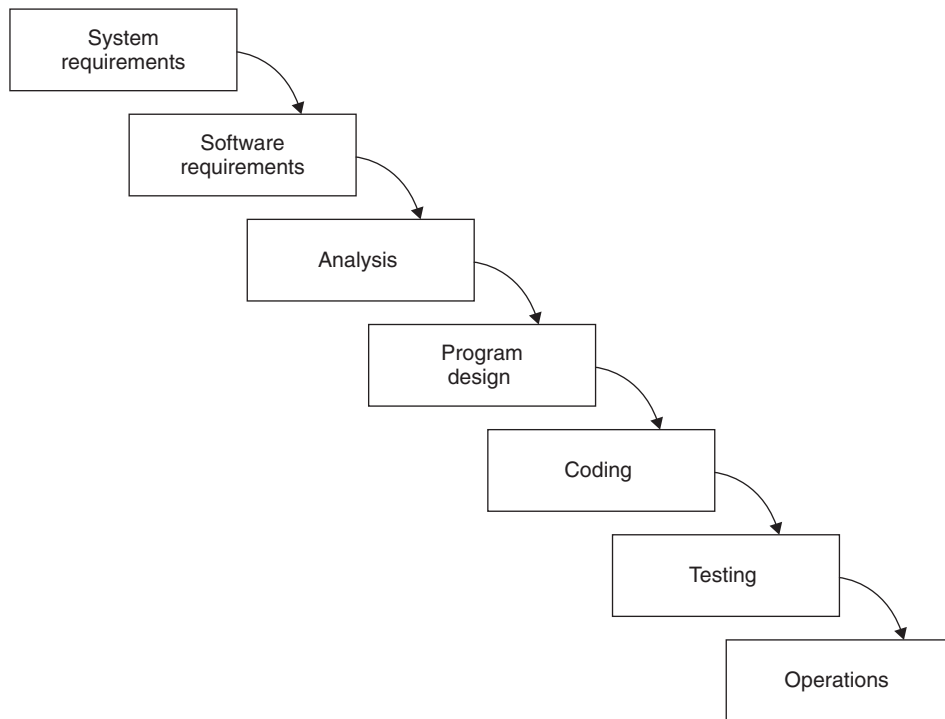 System
requirements
Software
requirements
Analysis
Program
design
Coding
Testing
Operations